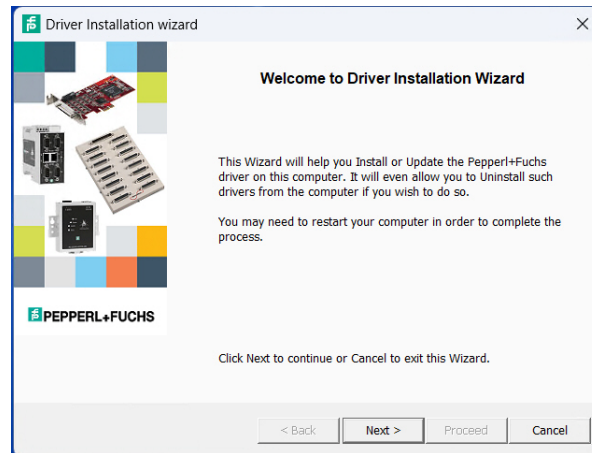 Driver Installation wizard
Welcome to Driver Installation Wizard
This Wizard will help you Install or Update the Pepperl+Fuchs
driver on this computer. It will even allow you to Uninstall such
drivers from the computer if you wish to do so.
You may need to restart your computer in order to complete the
process.
PEPPERL+FUCHS
Click Next to continue or Cancel to exit this Wizard.
< Back
Next >
Proceed
Cancel